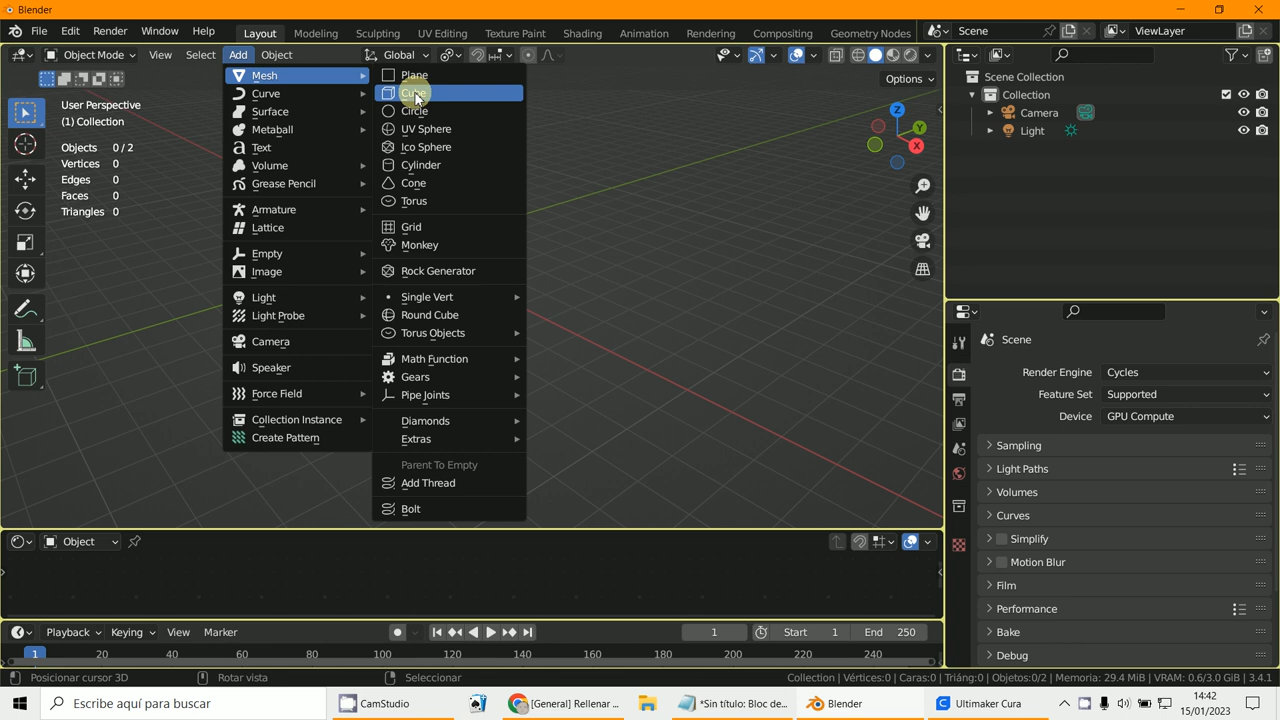 Blender
File Edit Render Window Help Layout Modeling Sculpting UV Editing Texture Paint Shading Animation Rendering Compositing Geometry Nodes Scene ViewLayer
Object Mode View Select Add Object Global
Options
User Perspective
(1) Collection
Objects 0 / 2
Vertices 0
Edges 0
Faces 0
Triangles 0
Mesh
Curve
Surface
Metaball
Text
Volume
Grease Pencil
Armature
Lattice
Empty
Image
Light
Light Probe
Camera
Speaker
Force Field
Collection Instance
Create Pattern
Plane
Cube
Circle
UV Sphere
Ico Sphere
Cylinder
Cone
Torus
Grid
Monkey
Rock Generator
Single Vert
Round Cube
Torus Objects
Math Function
Gears
Pipe Joints
Diamonds
Extras
Parent To Empty
Add Thread
Bolt
Z
Y
X
Scene Collection
Collection
Camera
Light
Scene
Render Engine Cycles
Feature Set Supported
Device GPU Compute
Sampling
Light Paths
Volumes
Curves
Simplify
Motion Blur
Film
Performance
Bake
Debug
Object
Playback Keying View Marker 1 Start 1 End 250
1 20 40 60 80 100 120 140 160 180 200 220 240
Posicionar cursor 3D Rotar vista Seleccionar Collection | Vértices:0 | Caras:0 | Triáng:0 | Objetos:0/2 | Memoria: 29.4 MiB | VRAM: 0.6/3.0 GiB | 3.4.1
Escribe aquí para buscar CamStudio [General] Rellenar ... *Sin título: Bloc de... Blender Ultimaker Cura 14:42
15/01/2023